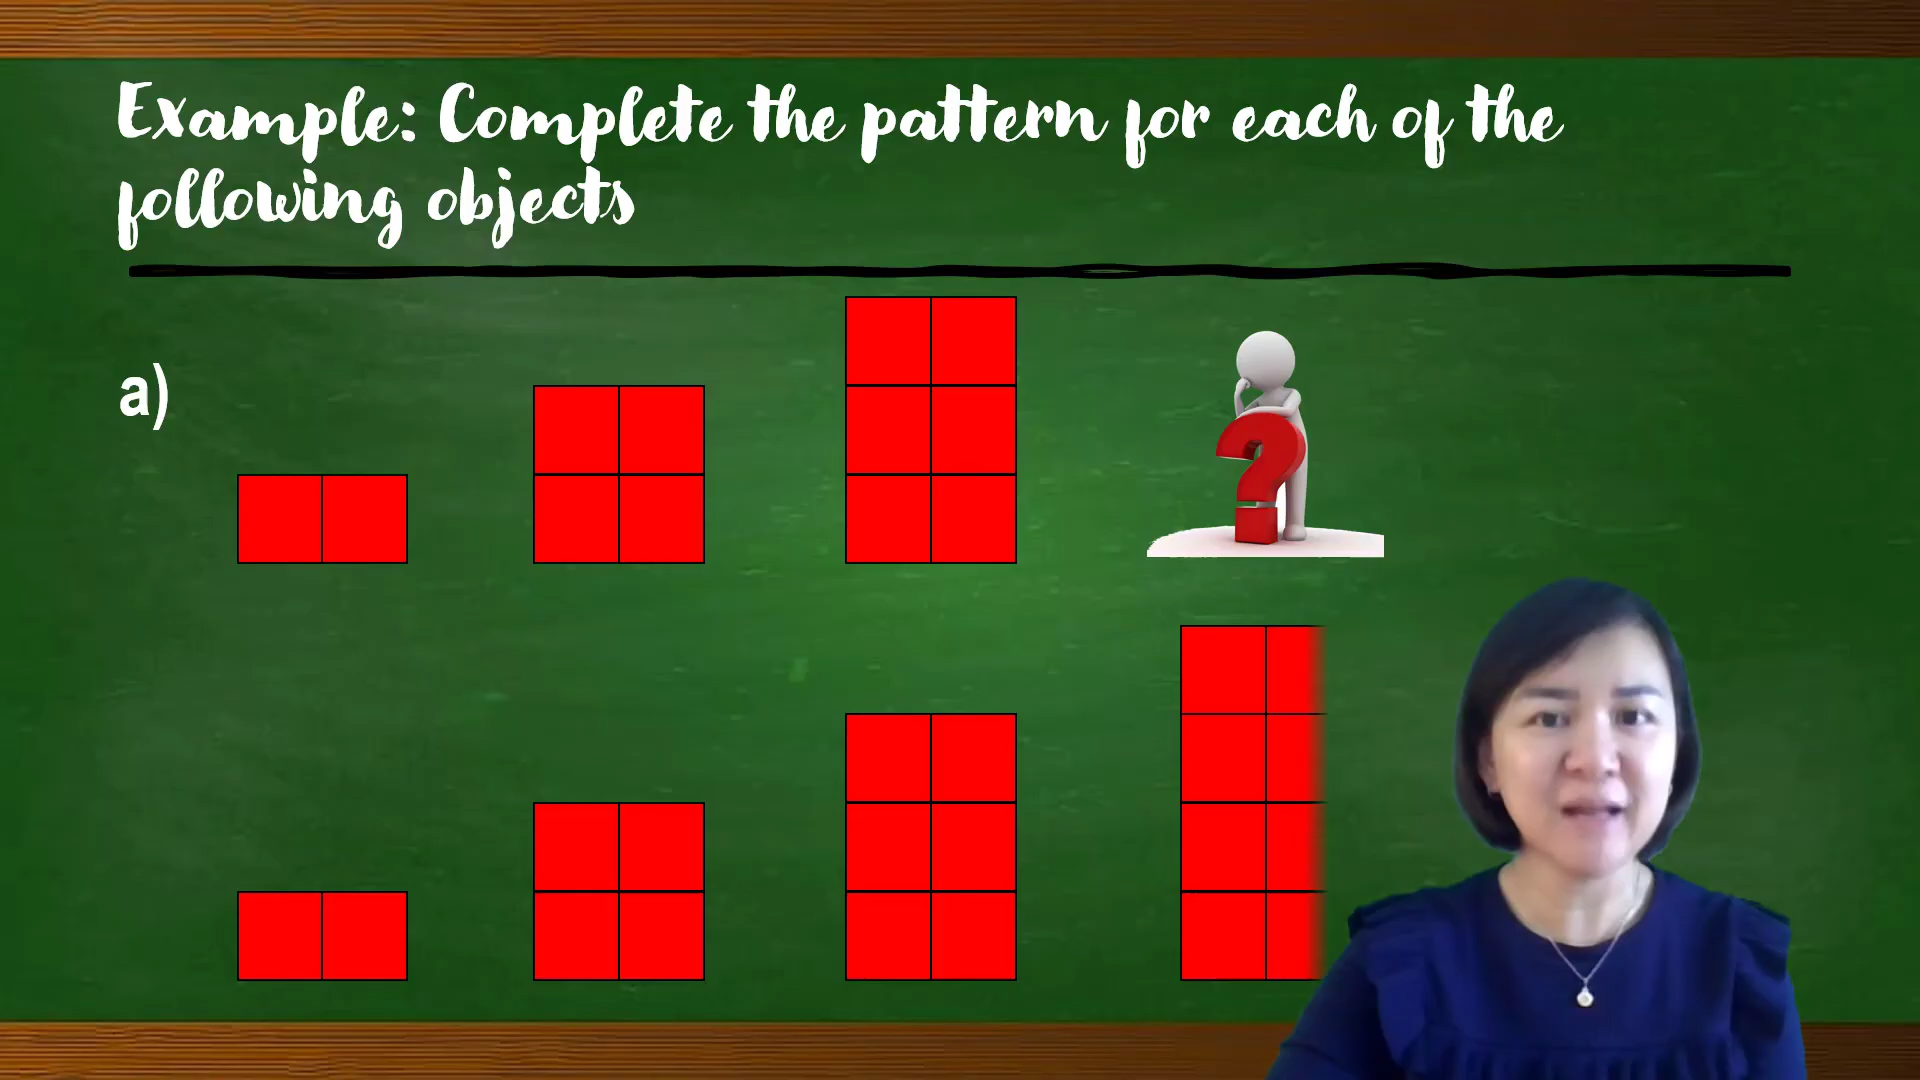 Example: Complete the pattern for each of the
following objects
a)
?